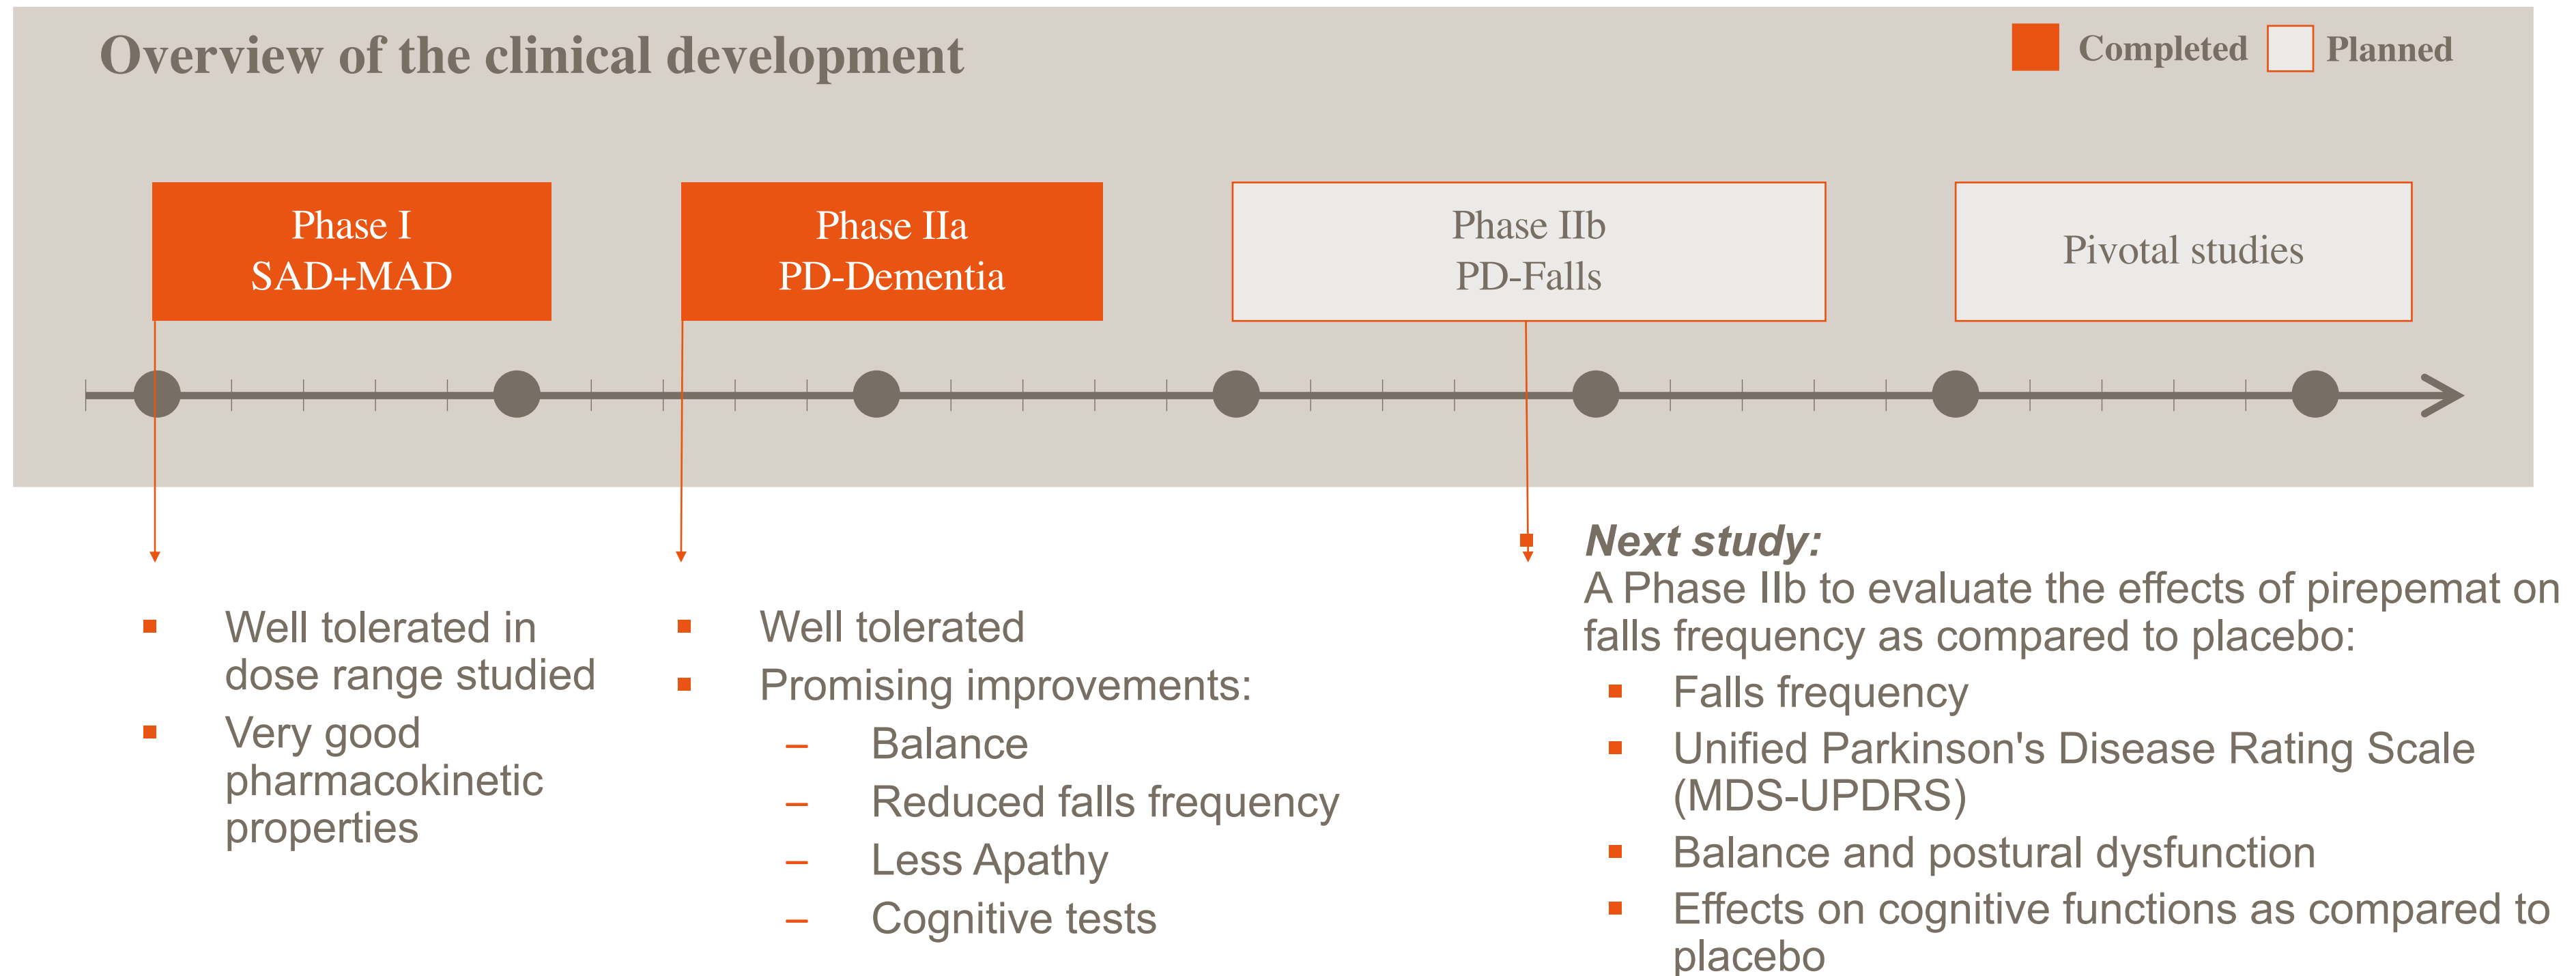 Overview of the clinical development
Completed
Planned
Phase I
SAD+MAD
Phase IIa
PD-Dementia
Phase IIb
PD-Falls
Pivotal studies
Well tolerated in
dose range studied
Very good
pharmacokinetic
properties
Well tolerated
Promising improvements:
– Balance
– Reduced falls frequency
– Less Apathy
– Cognitive tests
Next study:
A Phase IIb to evaluate the effects of pirepemat on
falls frequency as compared to placebo:
Falls frequency
Unified Parkinson's Disease Rating Scale
(MDS-UPDRS)
Balance and postural dysfunction
Effects on cognitive functions as compared to
placebo